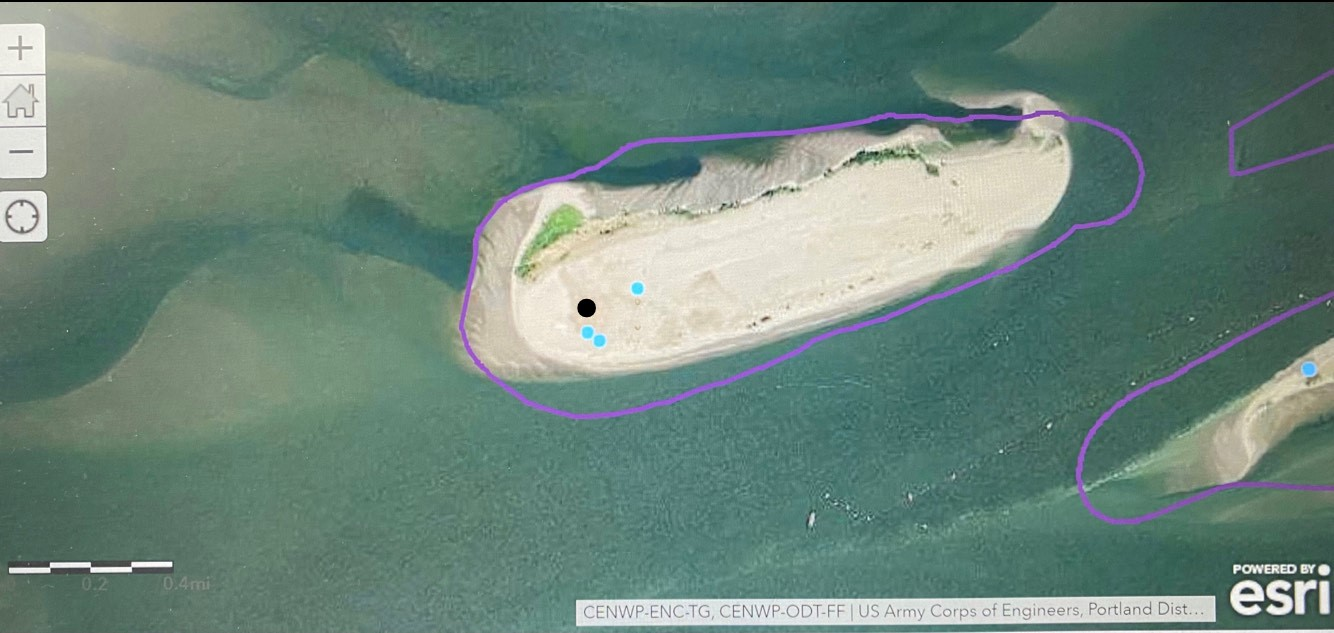 0.2 0.4mi
CENWP-ENC-TG, CENWP-ODT-FF | US Army Corps of Engineers, Portland Dist...
POWERED BY
esri